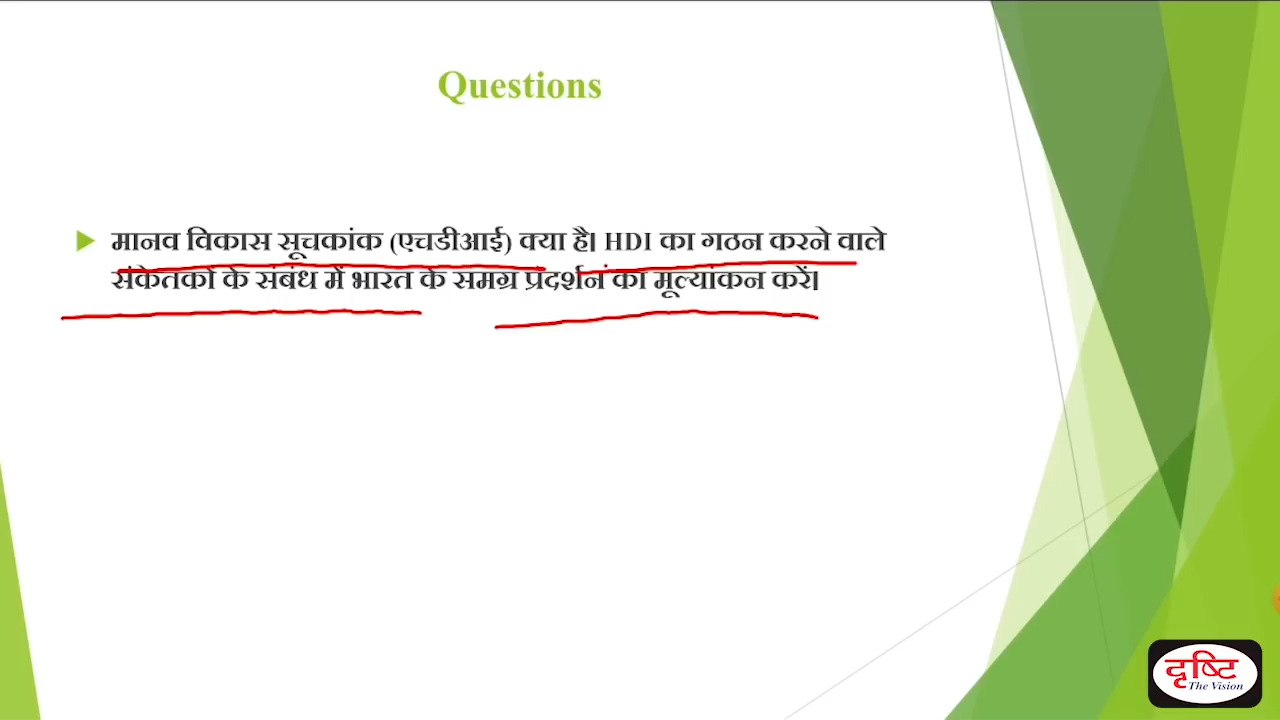 Questions
मानव विकास सूचकांक (एचडीआई) क्या है। HDI का गठन करने वाले
संकेतकों के संबंध में भारत के समग्र प्रदर्शन का मूल्यांकन करें।
दृष्टि
The Vision